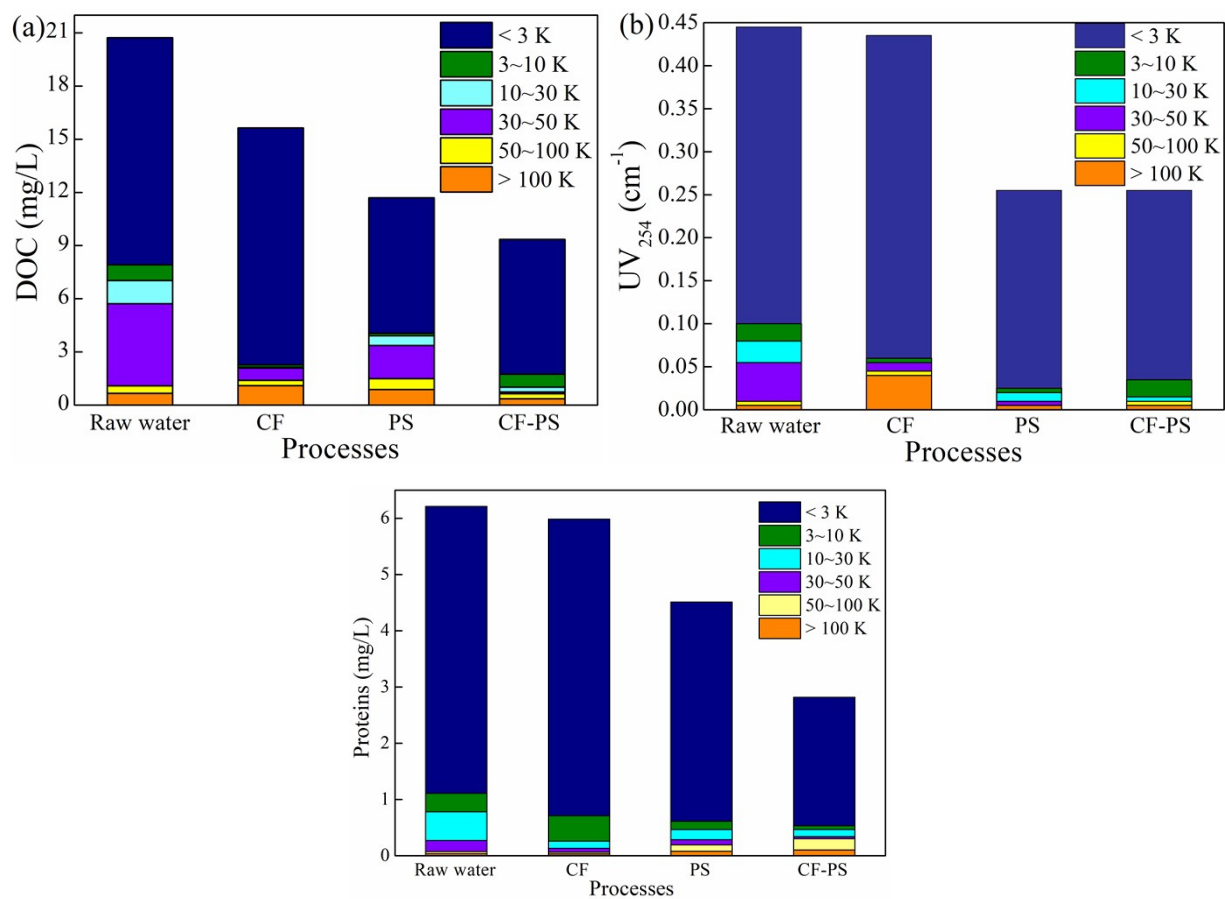 (a)
< 3 K
3~10 K
10~30 K
30~50 K
50~100 K
> 100 K
21
18
15
12
9
6
3
0
DOC (mg/L)
Raw water CF PS CF-PS
Processes
(b)
< 3 K
3~10 K
10~30 K
30~50 K
50~100 K
> 100 K
0.45
0.40
0.35
0.30
0.25
0.20
0.15
0.10
0.05
0.00
UV254 (cm-1)
Raw water CF PS CF-PS
Processes
< 3 K
3~10 K
10~30 K
30~50 K
50~100 K
> 100 K
6
5
4
3
2
1
0
Proteins (mg/L)
Raw water CF PS CF-PS
Processes